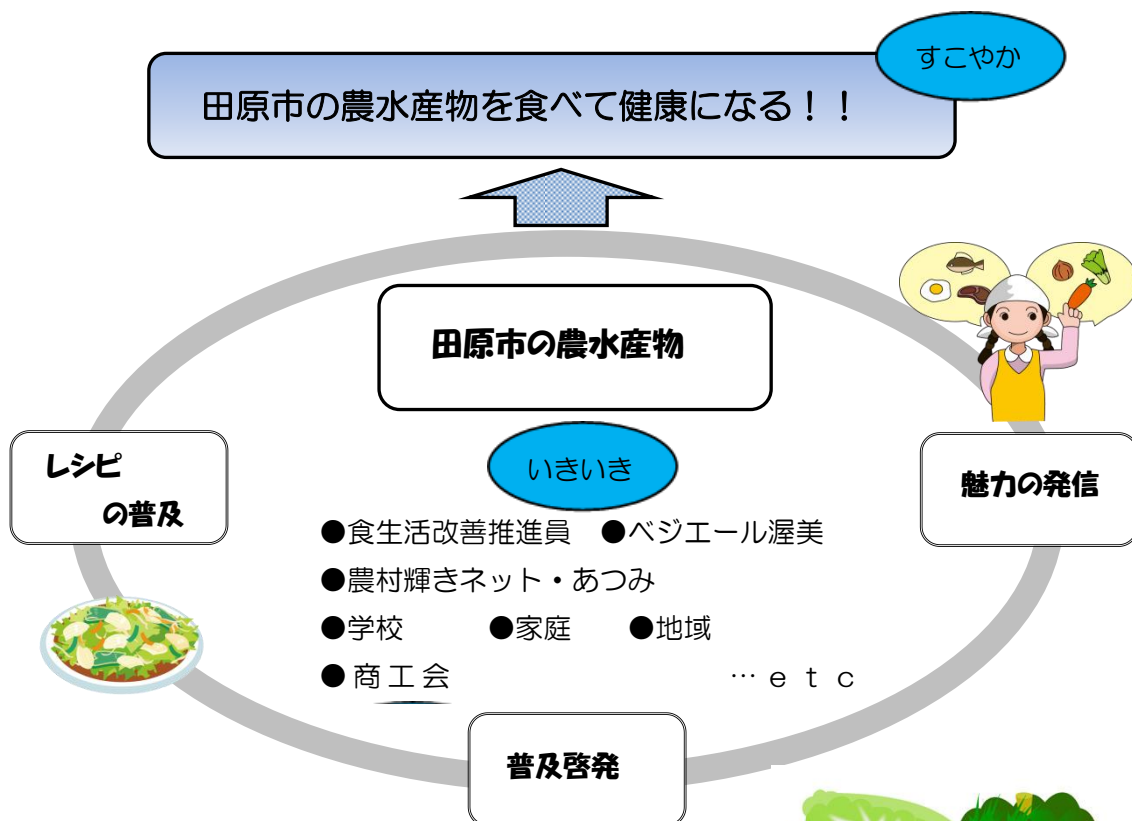 すこやか
田原市の農水産物を食べて健康になる!!
田原市の農水産物
いきいき
レシピ
の普及
魅力の発信
●食生活改善推進員 ●ベジエール渥美
●農村輝きネット・あつみ
●学校 ●家庭 ●地域
●商工会 …etc
普及啓発